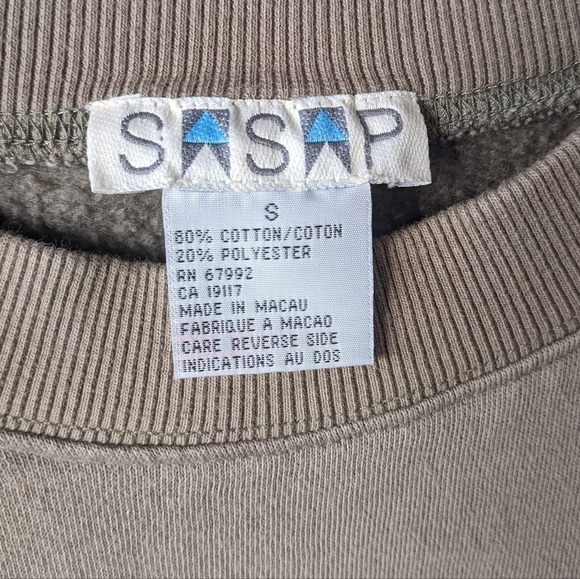 SASAP
S
80% COTTON/COTON
20% POLYESTER
RN 67992
CA 19117
MADE IN MACAU
FABRIQUE A MACAO
CARE REVERSE SIDE
INDICATIONS AU DOS